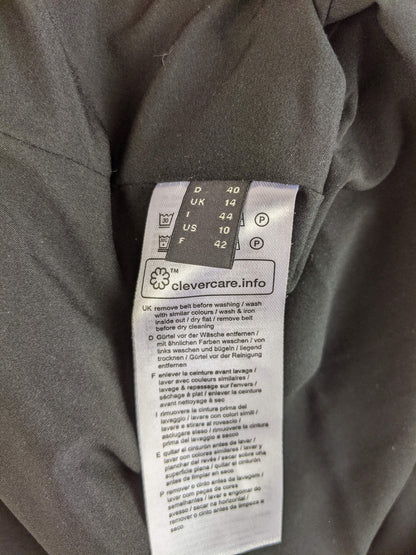 D 40
UK 14
I 44
US 10
F 42
30 P
P
TM
clevercare.info
UK remove belt before washing / wash
with similar colours / wash & iron
inside out / dry flat / remove belt
before dry cleaning
D Gürtel vor der Wäsche entfernen /
mit ähnlichen Farben waschen / von
links waschen und bügeln / liegend
trocknen / Gürtel vor der Reinigung
entfernen
F enlever la ceinture avant lavage /
laver avec couleurs similaires /
lavage & repassage sur l'envers /
séchage à plat / enlever la ceinture
avant nettoyage à sec
I rimuovere la cintura prima del
lavaggio / lavare con colori simili /
lavare e stirare al rovescio /
asciugare steso / rimuovere la cintura
prima del lavaggio a secco
E quitar el cinturón antes de lavar /
lavar con colores similares / lavar y
planchar del revés / secar sobre una
superficie plana / quitar el cinturón
antes de limpiar en seco
P remover o cinto antes da lavagem /
lavar com peças de cores
semelhantes / lavar e engomar do
avesso / secar na horizontal /
remover o cinto antes da limpeza a
seco